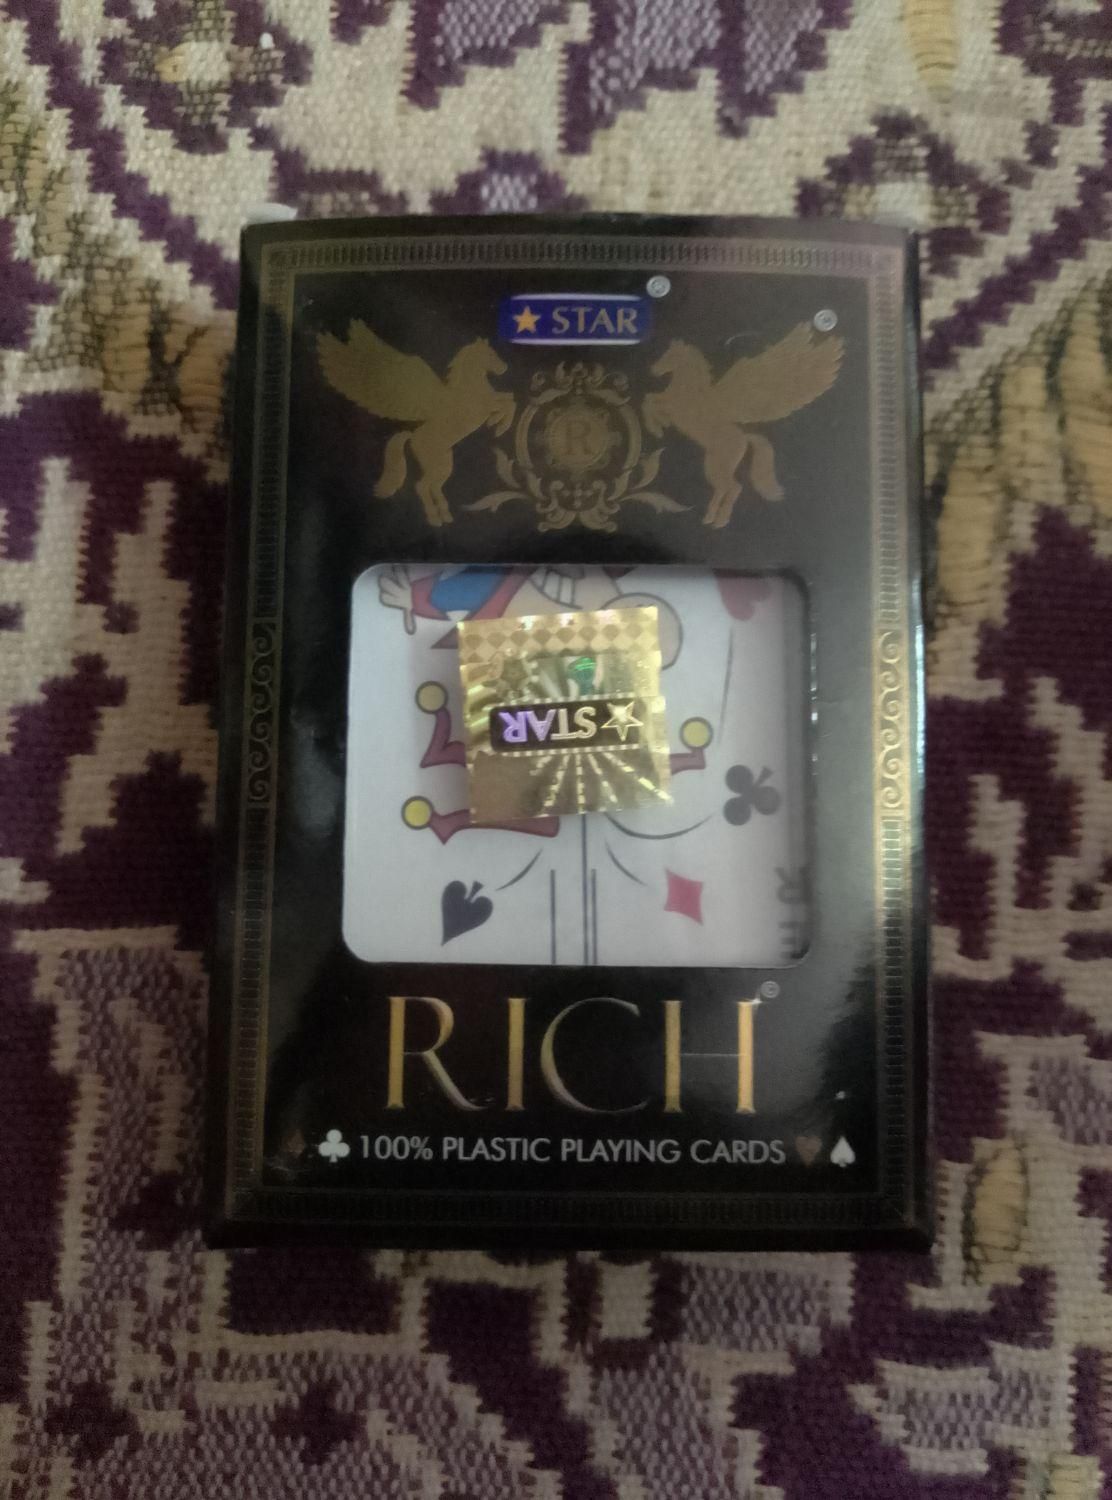 ★ STAR
R
★ STAR
RICH
100% PLASTIC PLAYING CARDS